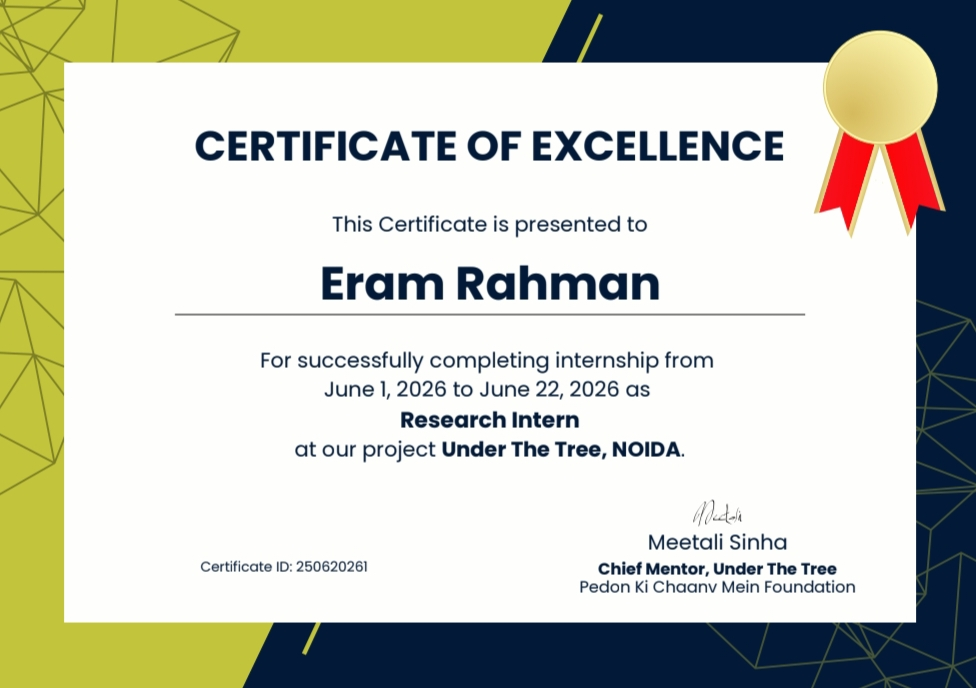 CERTIFICATE OF EXCELLENCE
This Certificate is presented to
Eram Rahman
For successfully completing internship from
June 1, 2026 to June 22, 2026 as
Research Intern
at our project Under The Tree, NOIDA.
Meetali
Meetali Sinha
Chief Mentor, Under The Tree
Pedon Ki Chaanv Mein Foundation
Certificate ID: 250620261